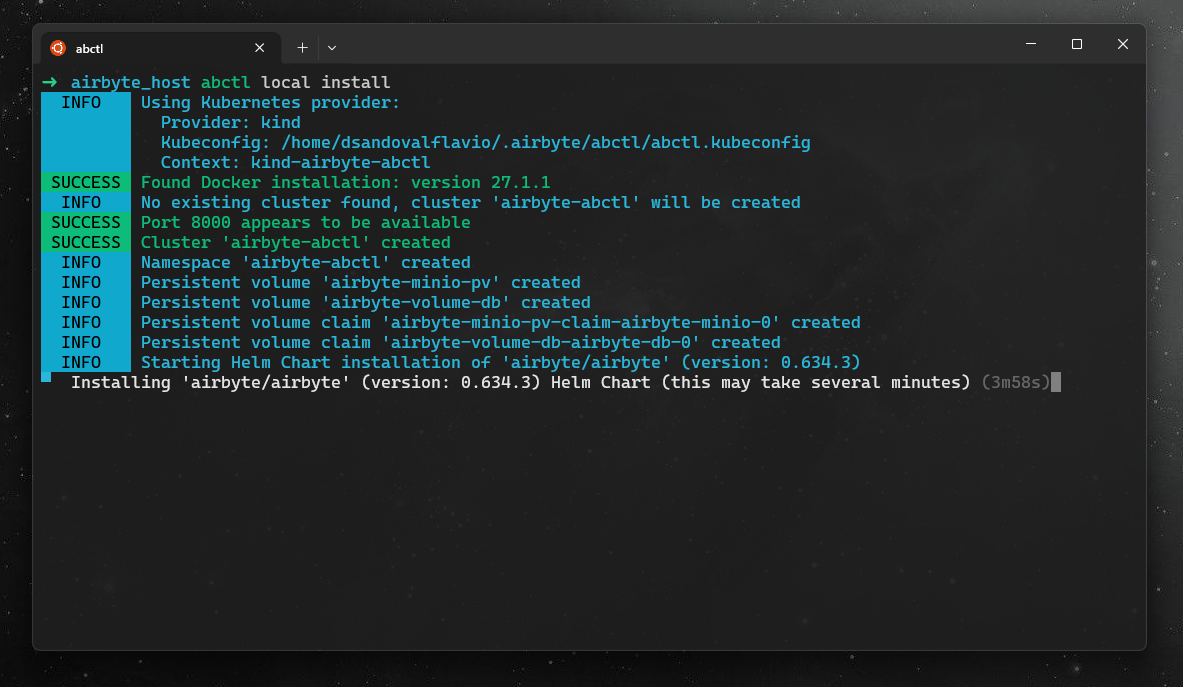 abctl
→ airbyte_host abctl local install
INFO Using Kubernetes provider:
Provider: kind
Kubeconfig: /home/dsandovalflavio/.airbyte/abctl/abctl.kubeconfig
Context: kind-airbyte-abctl
SUCCESS Found Docker installation: version 27.1.1
INFO No existing cluster found, cluster 'airbyte-abctl' will be created
SUCCESS Port 8000 appears to be available
SUCCESS Cluster 'airbyte-abctl' created
INFO Namespace 'airbyte-abctl' created
INFO Persistent volume 'airbyte-minio-pv' created
INFO Persistent volume 'airbyte-volume-db' created
INFO Persistent volume claim 'airbyte-minio-pv-claim-airbyte-minio-0' created
INFO Persistent volume claim 'airbyte-volume-db-airbyte-db-0' created
INFO Starting Helm Chart installation of 'airbyte/airbyte' (version: 0.634.3)
Installing 'airbyte/airbyte' (version: 0.634.3) Helm Chart (this may take several minutes) (3m58s)